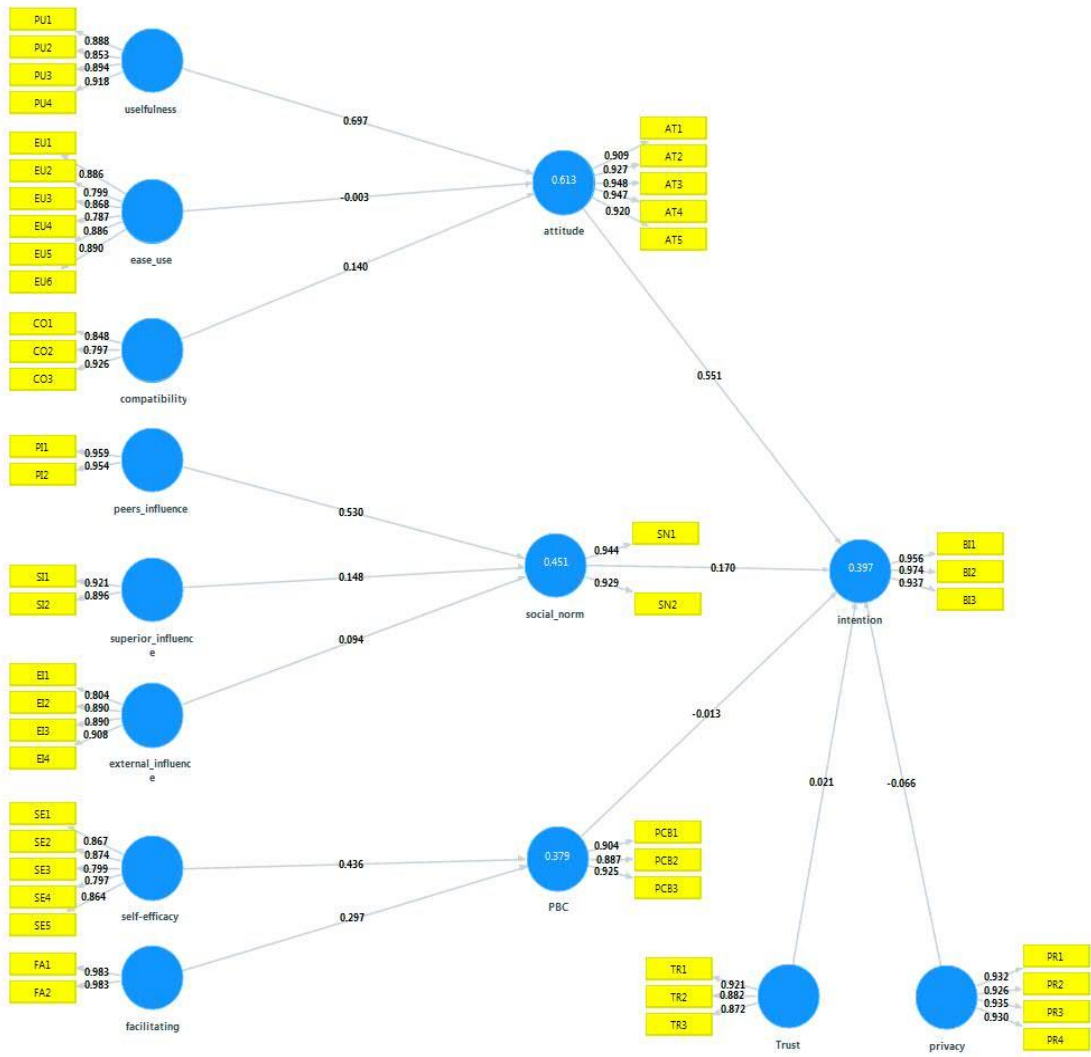 PU1
PU2
PU3
PU4
0.888
0.853
0.894
0.918
uselfulness
EU1
EU2
EU3
EU4
EU5
EU6
0.886
0.799
0.868
0.787
0.886
0.890
ease_use
CO1
CO2
CO3
0.848
0.797
0.926
compatibility
0.697
-0.003
0.140
0.613
attitude
0.909
0.927
0.948
0.947
0.920
AT1
AT2
AT3
AT4
AT5
0.551
PI1
PI2
0.959
0.954
peers_influence
SI1
SI2
0.921
0.896
superior_influenc
e
EI1
EI2
EI3
EI4
0.804
0.890
0.890
0.908
external_influenc
e
0.530
0.148
0.094
0.451
social_norm
0.944
0.929
SN1
SN2
0.170
0.397
intention
0.956
0.974
0.937
BI1
BI2
BI3
SE1
SE2
SE3
SE4
SE5
0.867
0.874
0.799
0.797
0.864
self-efficacy
FA1
FA2
0.983
0.983
facilitating
0.436
0.297
0.379
PBC
0.904
0.887
0.925
PCB1
PCB2
PCB3
-0.013
0.021
-0.066
TR1
TR2
TR3
0.921
0.882
0.872
Trust
privacy
0.932
0.926
0.935
0.930
PR1
PR2
PR3
PR4